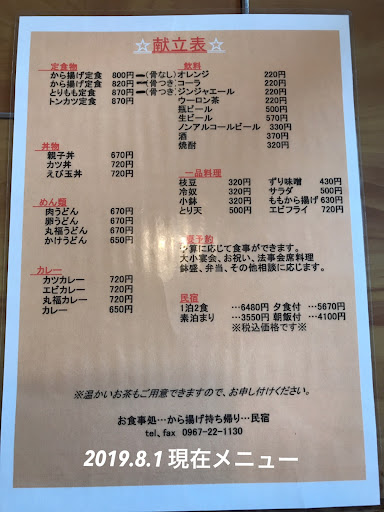 ☆献立表☆
定食物
から揚げ定食 800円ー(骨なし)
から揚げ定食 820円ー(骨つき)
とりもも定食 870円ー(骨つき)
トンカツ定食 870円
丼物
親子丼 670円
カツ丼 720円
えび玉丼 720円
めん類
肉うどん 670円
卵うどん 670円
丸福うどん 670円
かけうどん 650円
カレー
カツカレー 720円
エビカレー 720円
丸福カレー 720円
カレー 650円
飲料
オレンジ 220円
コーラ 220円
ジンジャエール 220円
ウーロン茶 220円
瓶ビール 500円
生ビール 570円
ノンアルコールビール 330円
酒 370円
焼酎 320円
一品料理
枝豆 320円 ずり味噌 430円
冷奴 320円 サラダ 500円
小鉢 320円 ももから揚げ 630円
とり天 500円 エビフライ 720円
予約
予算に応じて食事ができます。
大小宴会、お祝い、法事会席料理
鉢盛、弁当、その他相談に応じます。
民宿
1泊2食 …6480円 夕食付 …5670円
素泊まり …3550円 朝飯付 …4100円
※税込価格です※
※温かいお茶もご用意できますので、お申し付けください。
お食事処…から揚げ持ち帰り…民宿
tel、fax 0967-22-1130
2019.8.1 現在メニュー